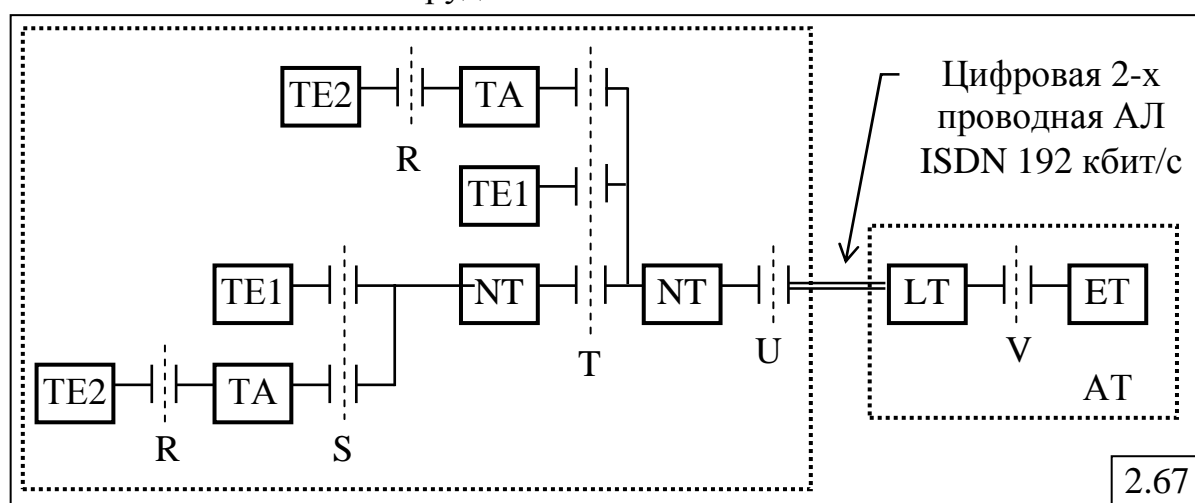 TE2 TA
R
Цифровая 2-х
проводная АЛ
ISDN 192 кбит/с
TE1
TE1 NT NT LT ET
T U V
TE2 TA АТ
R S
2.67